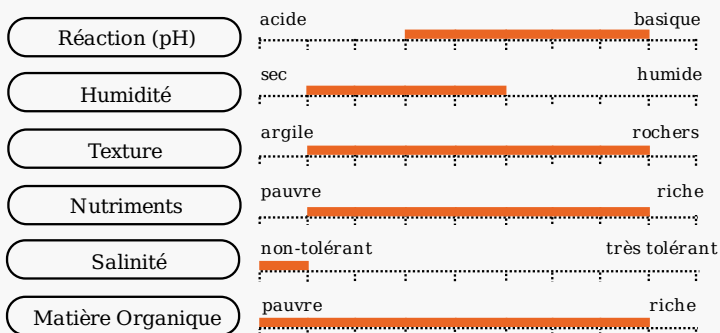 acide basique
Réaction (pH)
sec humide
Humidité
argile rochers
Texture
pauvre riche
Nutriments
non-tolérant très tolérant
Salinité
pauvre riche
Matière Organique